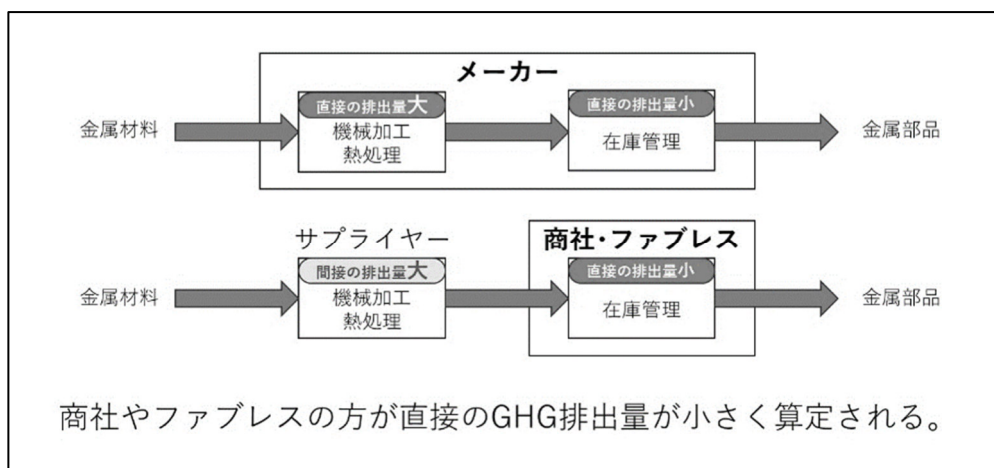 メーカー
直接の排出量大
直接の排出量小
金属材料
機械加工
熱処理
在庫管理
金属部品
サプライヤー
商社・ファブレス
間接の排出量大
直接の排出量小
金属材料
機械加工
熱処理
在庫管理
金属部品
商社やファブレスの方が直接のGHG排出量が小さく算定される。